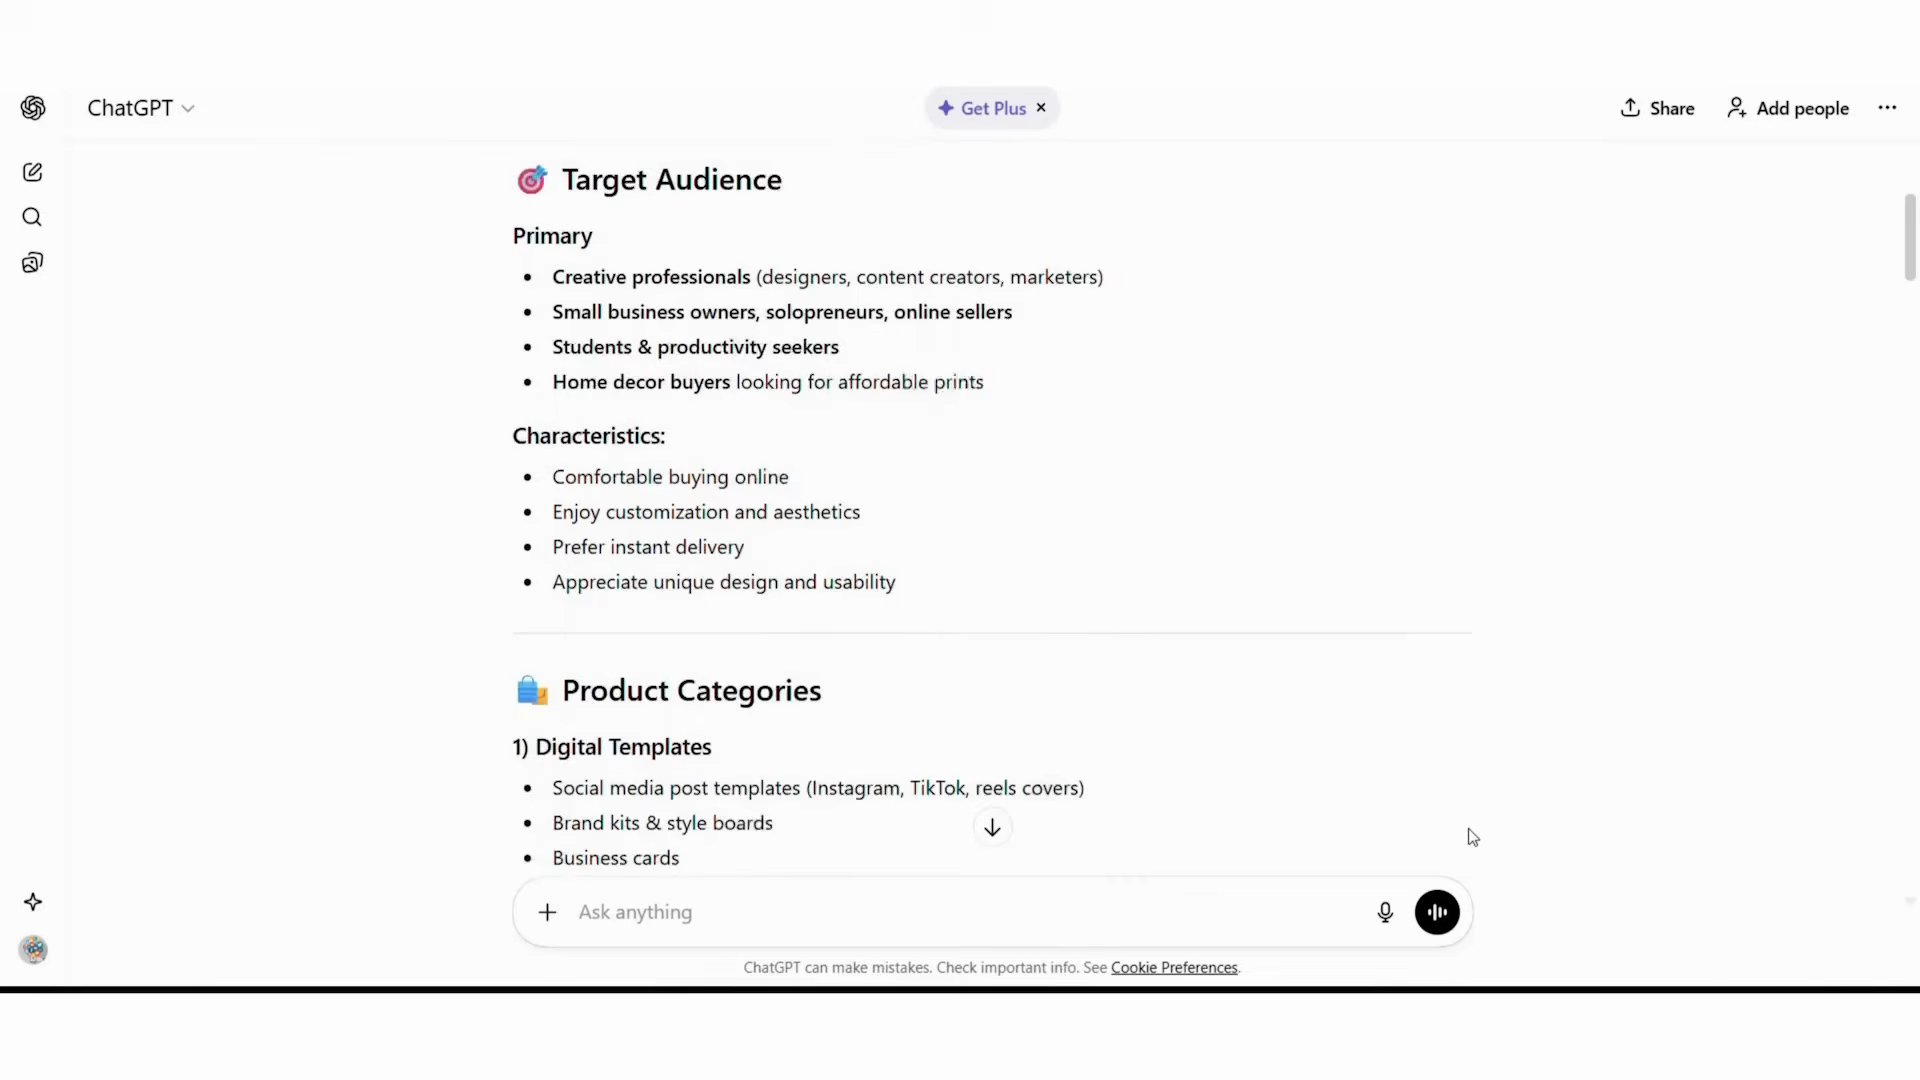 ChatGPT
Get Plus
Share
Add people
Target Audience
Primary
Creative professionals (designers, content creators, marketers)
Small business owners, solopreneurs, online sellers
Students & productivity seekers
Home decor buyers looking for affordable prints
Characteristics:
Comfortable buying online
Enjoy customization and aesthetics
Prefer instant delivery
Appreciate unique design and usability
Product Categories
1) Digital Templates
Social media post templates (Instagram, TikTok, reels covers)
Brand kits & style boards
Business cards
Ask anything
ChatGPT can make mistakes. Check important info. See Cookie Preferences.